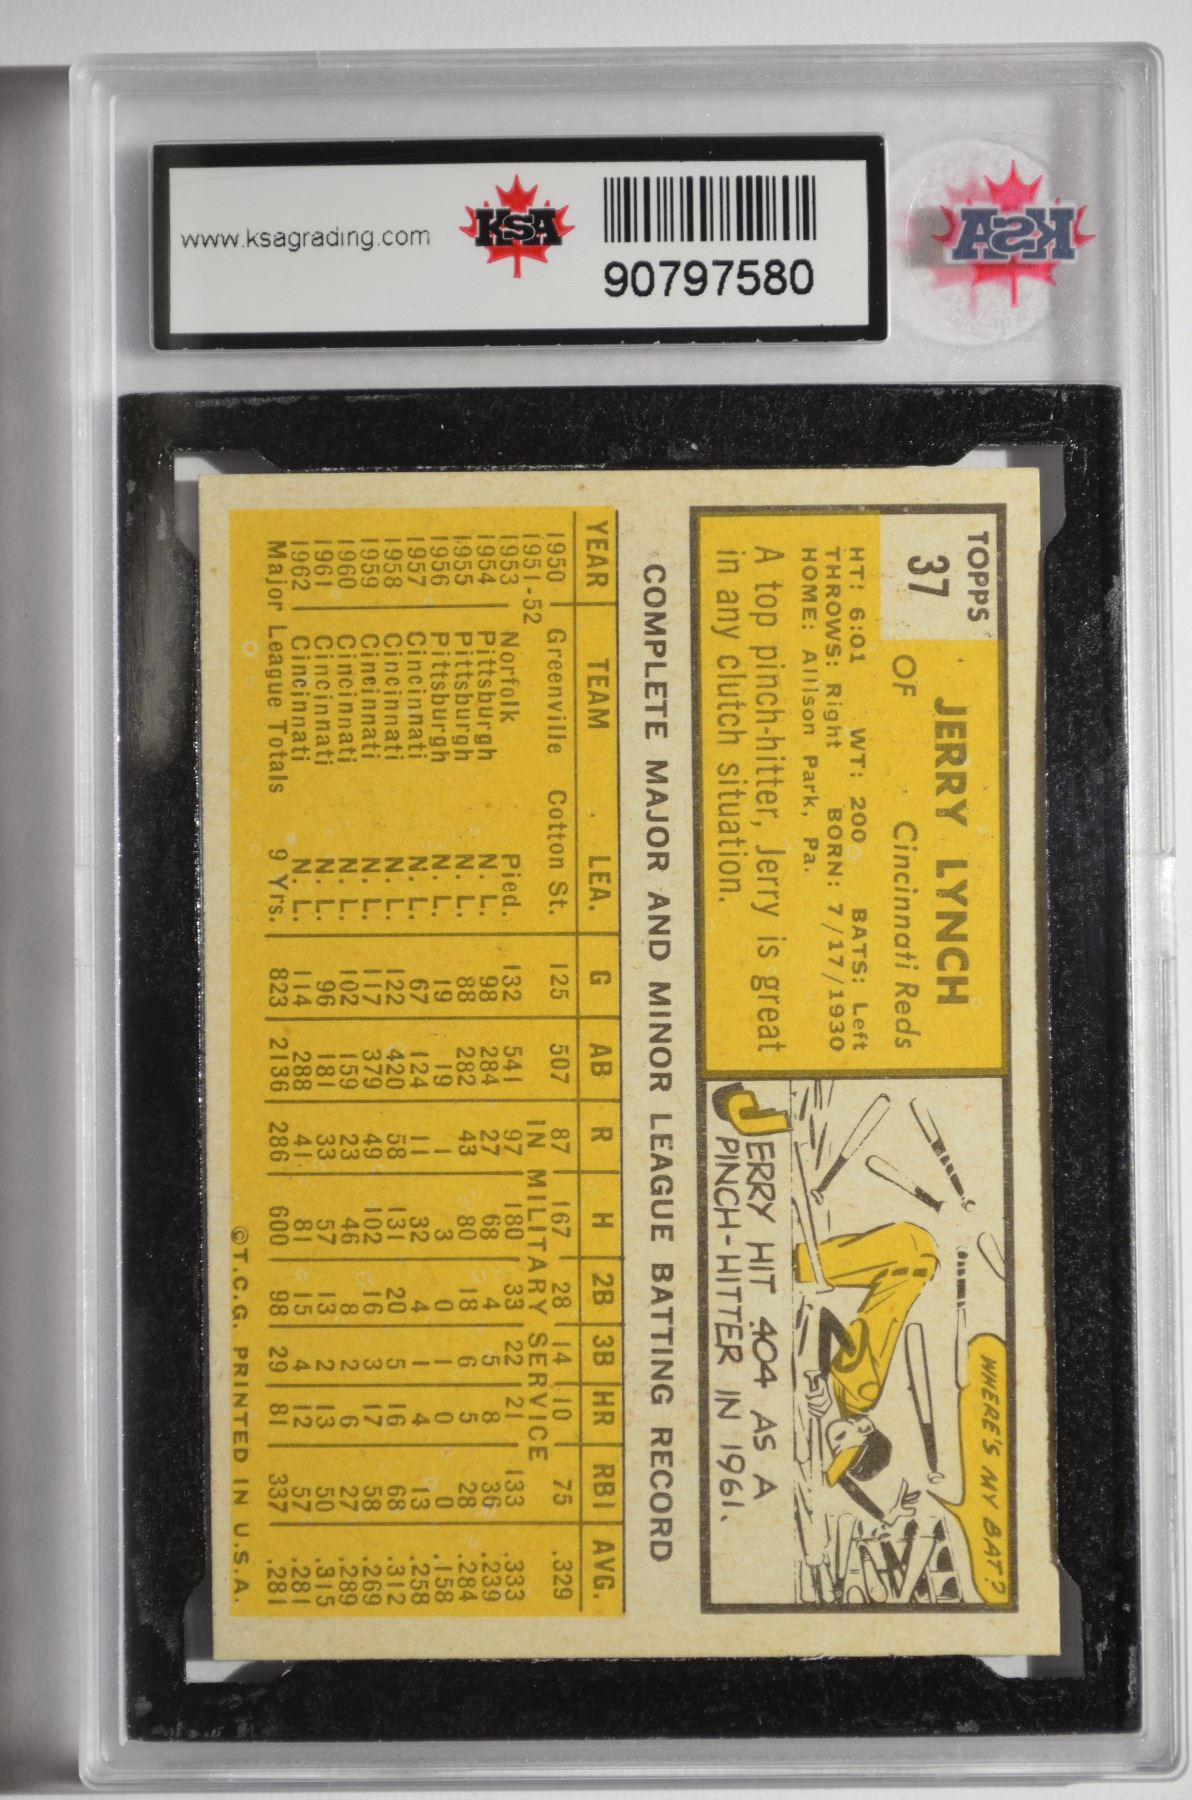 www.ksagrading.com
KSA
90797580
KSA
TOPPS
37
JERRY LYNCH
OF Cincinnati Reds
HT: 6:01 WT: 200 BATS: Left
THROWS: Right BORN: 7/17/1930
HOME: Allison Park, Pa.
A top pinch-hitter, Jerry is great
in any clutch situation.
WHERE'S MY BAT?
JERRY HIT .404 AS A
PINCH-HITTER IN 1961.
COMPLETE MAJOR AND MINOR LEAGUE BATTING RECORD
YEAR TEAM LEA. G AB R H 2B 3B HR RBI AVG.
1950 Greenville Cotton St. 125 507 87 167 28 14 10 75 .329
1951-52 IN MILITARY SERVICE
1953 Norfolk Pied. 132 541 97 180 33 22 21 133 .333
1954 Pittsburgh N. L. 98 284 27 68 4 5 8 36 .239
1955 Pittsburgh N. L. 88 282 43 80 18 6 5 28 .284
1956 Pittsburgh N. L. 19 19 1 3 0 1 0 0 .158
1957 Cincinnati N. L. 67 124 11 32 4 1 4 13 .258
1958 Cincinnati N. L. 122 420 58 131 20 5 16 68 .312
1959 Cincinnati N. L. 117 379 49 102 16 3 17 58 .269
1960 Cincinnati N. L. 102 159 23 46 8 2 6 27 .289
1961 Cincinnati N. L. 96 181 33 57 13 2 13 50 .315
1962 Cincinnati N. L. 114 288 41 81 15 4 12 57 .281
Major League Totals 9 Yrs. 823 2136 286 600 98 29 81 337 .281
©T.C.G. PRINTED IN U.S.A.